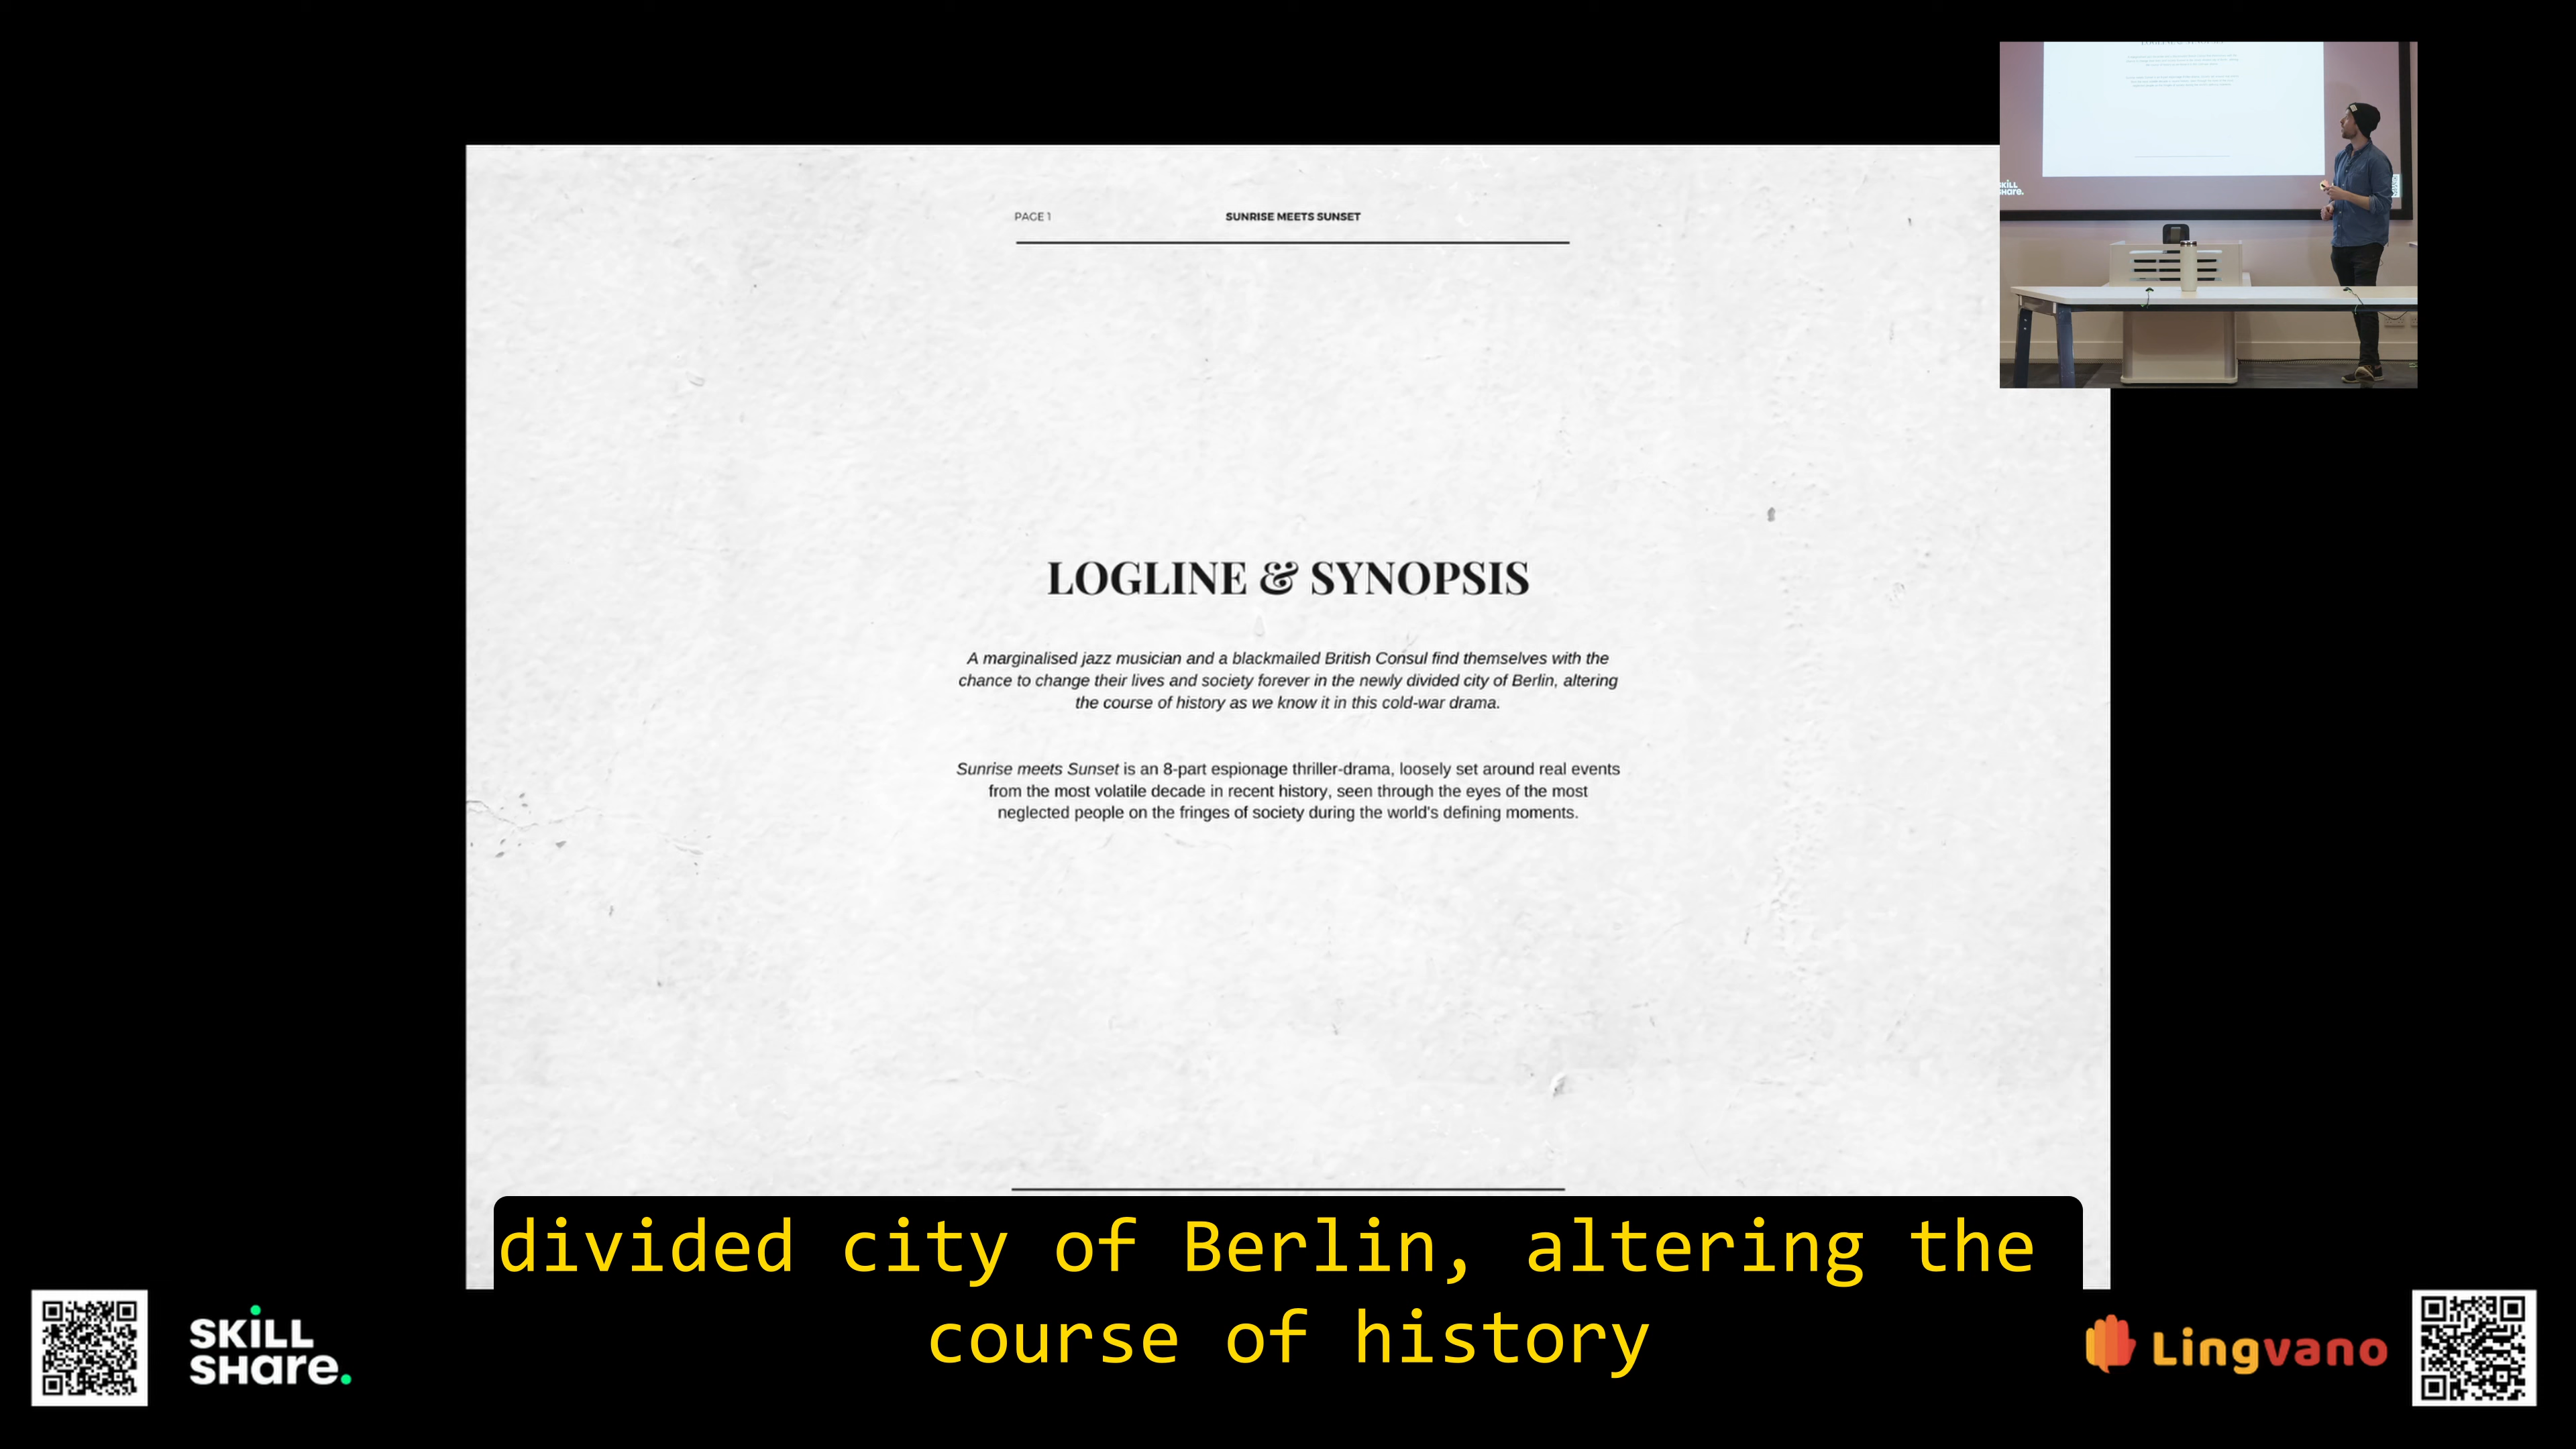 PAGE 1
SUNRISE MEETS SUNSET
LOGLINE & SYNOPSIS
A marginalised jazz musician and a blackmailed British Consul find themselves with the
chance to change their lives and society forever in the newly divided city of Berlin, altering
the course of history as we know it in this cold-war drama.
Sunrise meets Sunset is an 8-part espionage thriller-drama, loosely set around real events
from the most volatile decade in recent history, seen through the eyes of the most
neglected people on the fringes of society during the world's defining moments.
divided city of Berlin, altering the
course of history
SKiLL
SHare.
Lingvano
SKiLL
SHare.